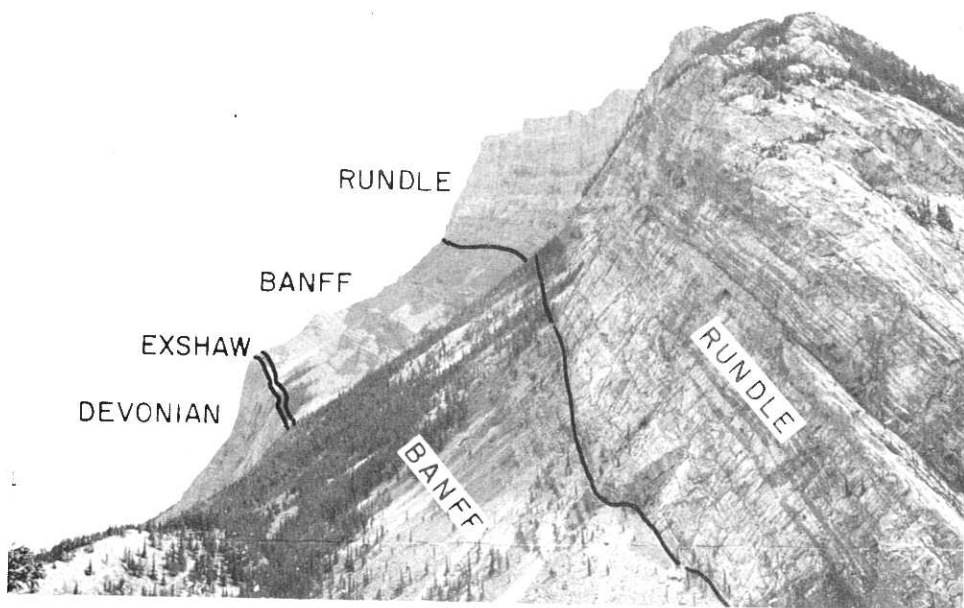 RUNDLE
BANFF
EXSHAW
DEVONIAN
RUNDLE
BANFF